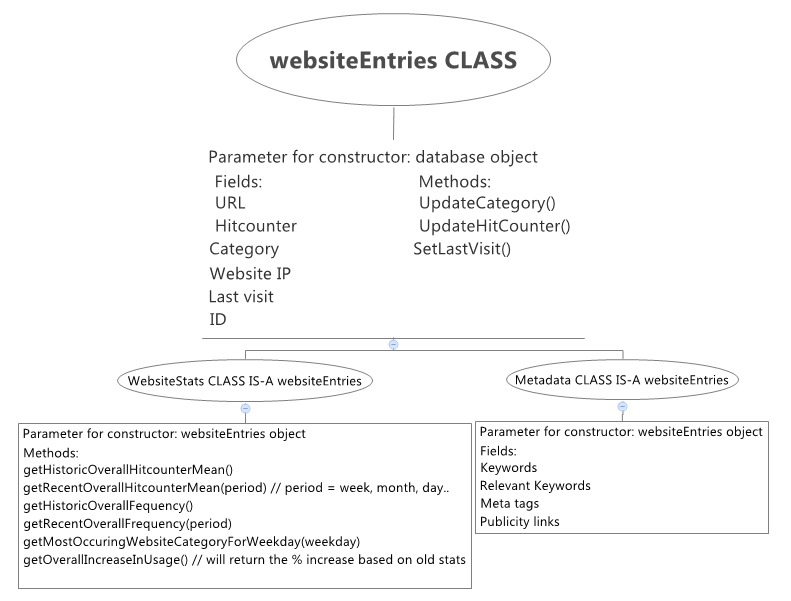 websiteEntries CLASS
Parameter for constructor: database object
Fields:
URL
Hitcounter
Category
Website IP
Last visit
ID
Methods:
UpdateCategory()
UpdateHitCounter()
SetLastVisit()
WebsiteStats CLASS IS-A websiteEntries
Parameter for constructor: websiteEntries object
Methods:
getHistoricOverallHitcounterMean()
getRecentOverallHitcounterMean(period) // period = week, month, day..
getHistoricOverallFequency()
getRecentOverallFrequency(period)
getMostOccuringWebsiteCategoryForWeekday(weekday)
getOverallIncreaseInUsage() // will return the % increase based on old stats
Metadata CLASS IS-A websiteEntries
Parameter for constructor: websiteEntries object
Fields:
Keywords
Relevant Keywords
Meta tags
Publicity links